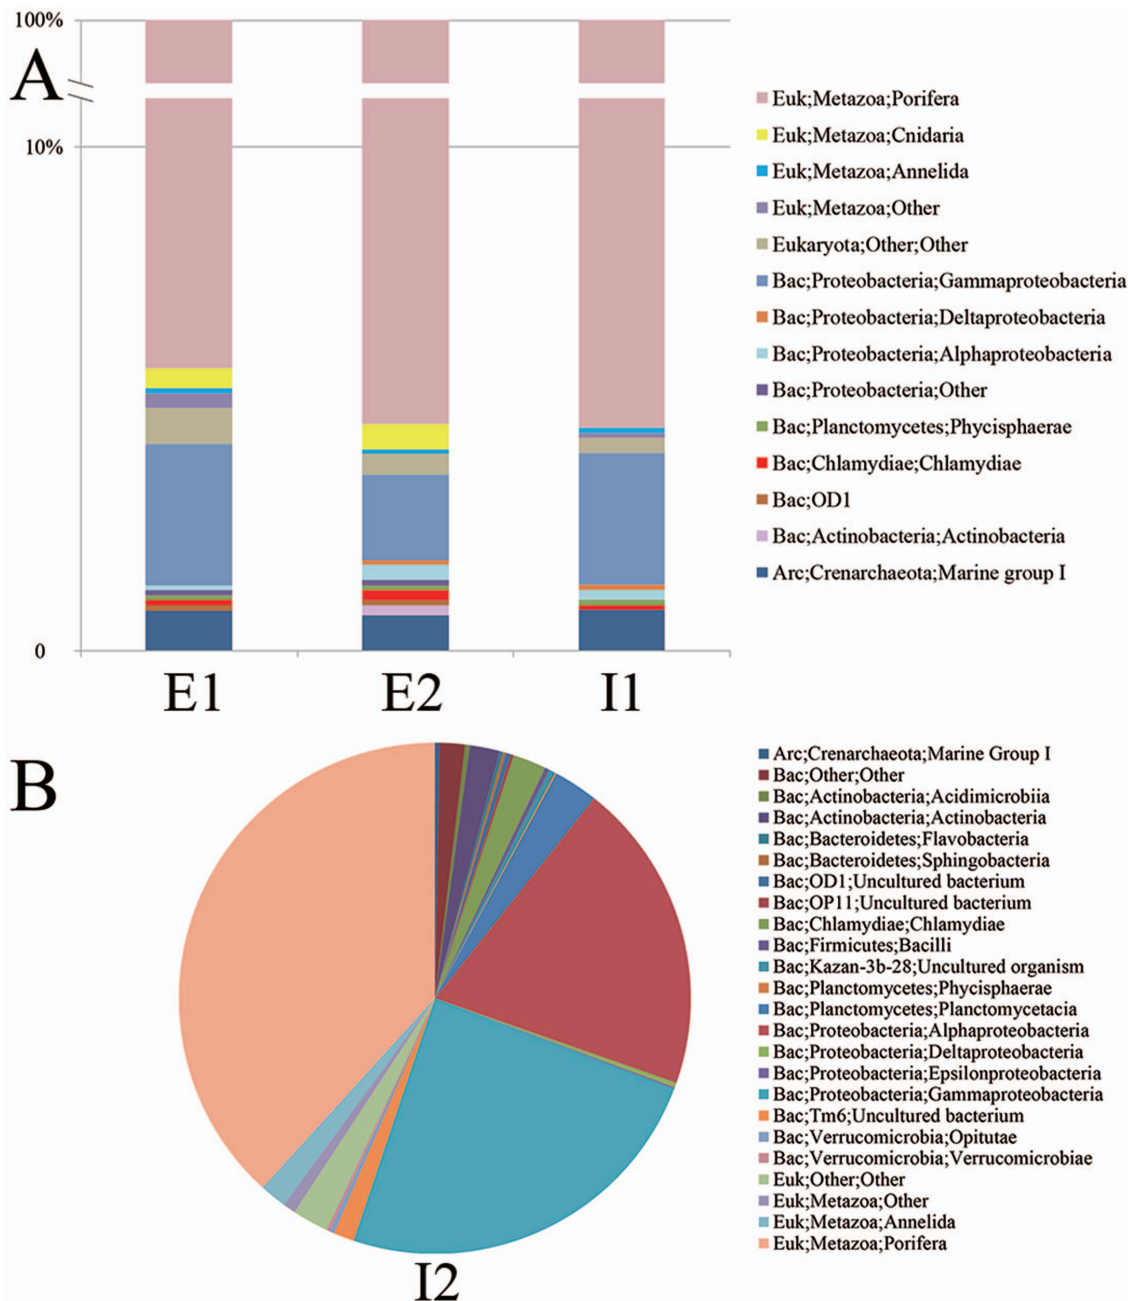 100%
A
10%
0
E1 E2 I1
Euk;Metazoa;Porifera
Euk;Metazoa;Cnidaria
Euk;Metazoa;Annelida
Euk;Metazoa;Other
Eukaryota;Other;Other
Bac;Proteobacteria;Gammaproteobacteria
Bac;Proteobacteria;Deltaproteobacteria
Bac;Proteobacteria;Alphaproteobacteria
Bac;Proteobacteria;Other
Bac;Planctomycetes;Phycisphaerae
Bac;Chlamydiae;Chlamydiae
Bac;OD1
Bac;Actinobacteria;Actinobacteria
Arc;Crenarchaeota;Marine group I
B
I2
Arc;Crenarchaeota;Marine Group I
Bac;Other;Other
Bac;Actinobacteria;Acidimicrobiia
Bac;Actinobacteria;Actinobacteria
Bac;Bacteroidetes;Flavobacteria
Bac;Bacteroidetes;Sphingobacteria
Bac;OD1;Uncultured bacterium
Bac;OP11;Uncultured bacterium
Bac;Chlamydiae;Chlamydiae
Bac;Firmicutes;Bacilli
Bac;Kazan-3b-28;Uncultured organism
Bac;Planctomycetes;Phycisphaerae
Bac;Planctomycetes;Planctomycetacia
Bac;Proteobacteria;Alphaproteobacteria
Bac;Proteobacteria;Deltaproteobacteria
Bac;Proteobacteria;Epsilonproteobacteria
Bac;Proteobacteria;Gammaproteobacteria
Bac;Tm6;Uncultured bacterium
Bac;Verrucomicrobia;Opitutae
Bac;Verrucomicrobia;Verrucomicrobiae
Euk;Other;Other
Euk;Metazoa;Other
Euk;Metazoa;Annelida
Euk;Metazoa;Porifera